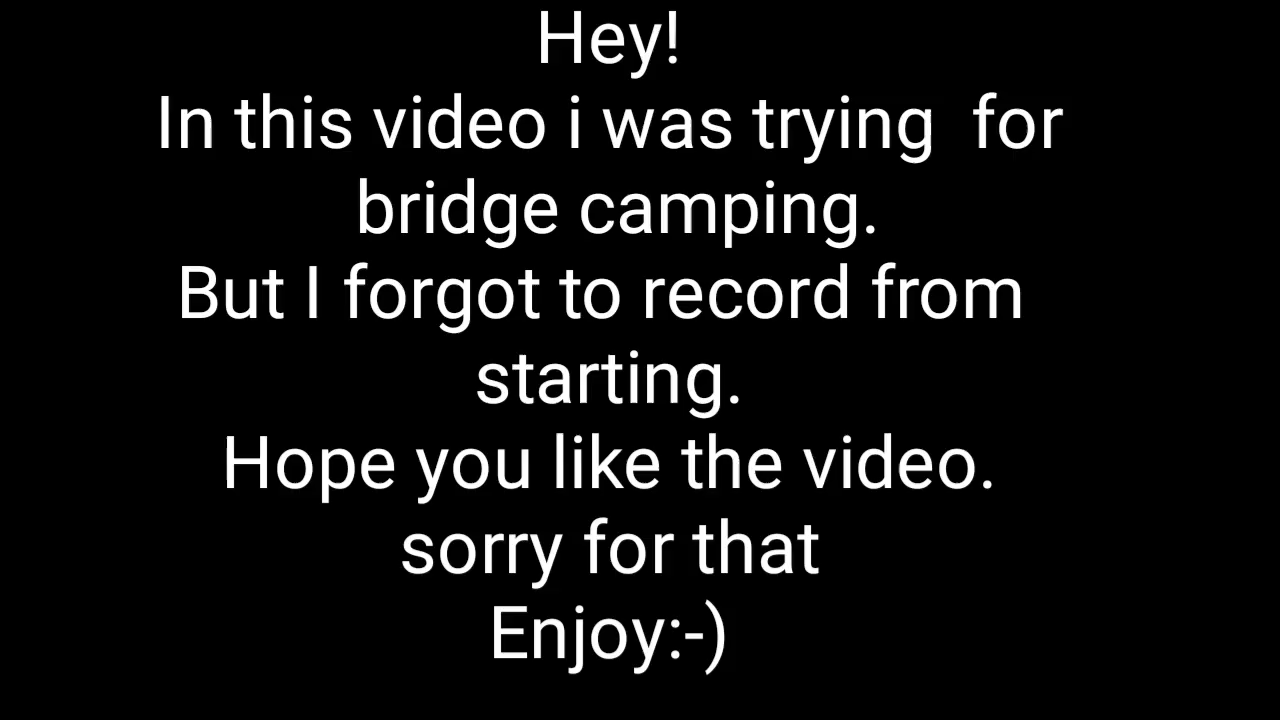 Hey!
In this video i was trying  for
bridge camping.
But I forgot to record from
starting.
Hope you like the video.
sorry for that
Enjoy:-)